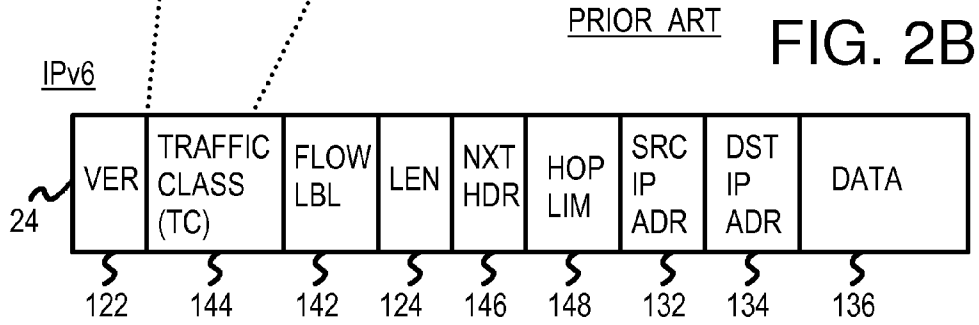 PRIOR ART
FIG. 2B
IPv6
VER
TRAFFIC
CLASS
(TC)
FLOW
LBL
LEN
NXT
HDR
HOP
LIM
SRC
IP
ADR
DST
IP
ADR
DATA
24
122
144
142
124
146
148
132
134
136